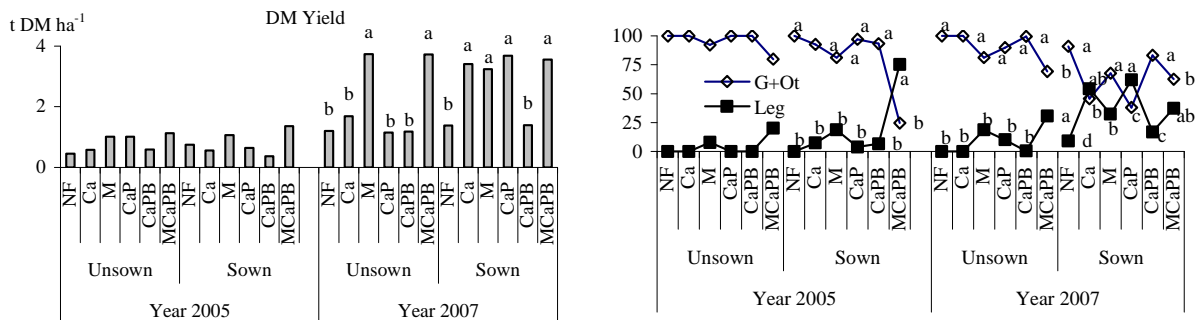 t DM ha-1 DM Yield
4
2
0
b b a b b a b a a a b a
NF Ca M CaP CaPB MCaPB NF Ca M CaP CaPB MCaPB NF Ca M CaP CaPB MCaPB NF Ca M CaP CaPB MCaPB
Unsown Sown Unsown Sown
Year 2005 Year 2007
100
75
50
25
0
G+Ot
Leg
a a a a a a b
b b b b b a b
a a a a a a
b b b b b b
a b ab a a a b
a d b b c c ab
NF Ca M CaP CaPB MCaPB NF Ca M CaP CaPB MCaPB NF Ca M CaP CaPB MCaPB NF Ca M CaP CaPB MCaPB
Unsown Sown Unsown Sown
Year 2005 Year 2007